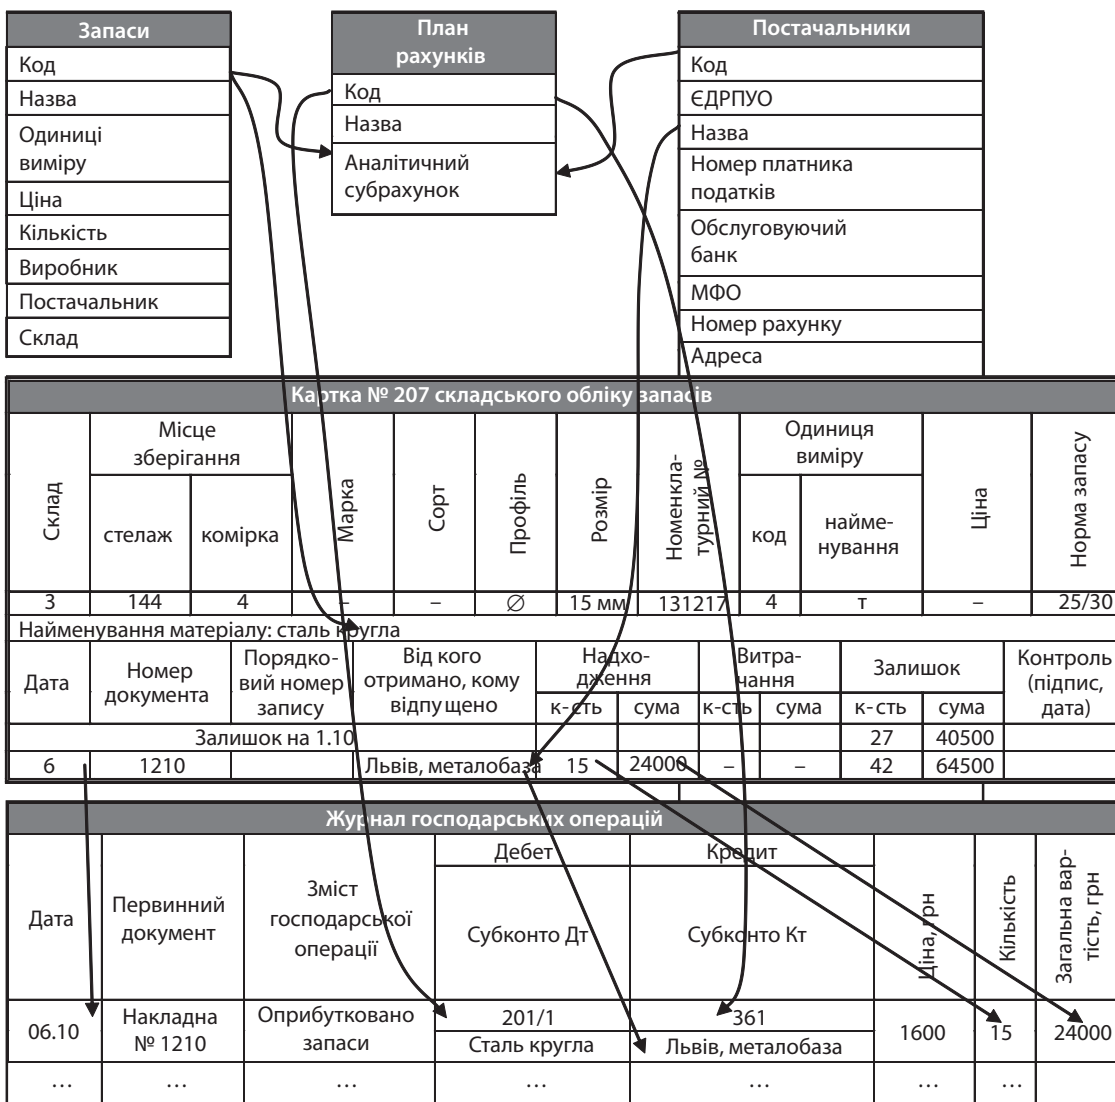 Запаси
Код
Назва
Одиниці
виміру
Ціна
Кількість
Виробник
Постачальник
Склад
План
рахунків
Код
Назва
Аналітичний
субрахунок
Постачальники
Код
ЄДРПУО
Назва
Номер платника
податків
Обслуговуючий
банк
МФО
Номер рахунку
Адреса
Картка № 207 складського обліку запасів
Склад
Місце
зберігання
стелаж
комірка
Марка
Сорт
Профіль
Розмір
Номенкла-
турний №
Одиниця
виміру
код
найме-
нування
Ціна
Норма запасу
3 144 4 – – ∅ 15 мм 131217 4 т – 25/30
Найменування матеріалу: сталь кругла
Дата
Номер
документа
Порядко-
вий номер
запису
Від кого
отримано, кому
відпущено
Надхо-
дження
к-сть сума
Витра-
чання
к-сть сума
Залишок
к-сть сума
Контроль
(підпис,
дата)
Залишок на 1.10 27 40500
6 1210 Львів, металобаза 15 24000 – – 42 64500
Журнал господарських операцій
Дата
Первинний
документ
Зміст
господарської
операції
Дебет
Субконто Дт
Кредит
Субконто Кт
Ціна, грн
Кількість
Загальна вар-
тість, грн
06.10
Накладна
№ 1210
Оприбутковано
запаси
201/1
Сталь кругла
361
Львів, металобаза
1600
15
24000
... ... ... ... ... ... ...